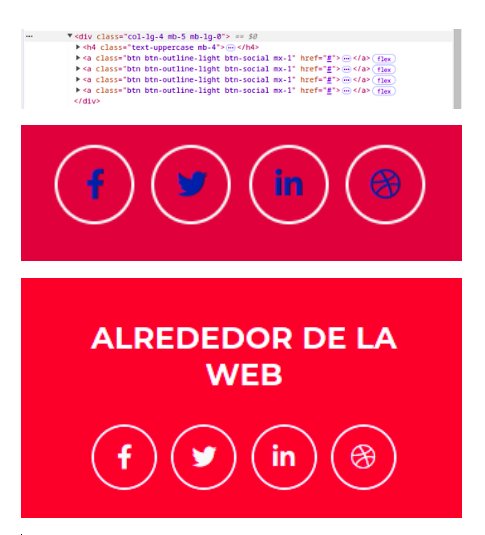 <div class="col-lg-4 mb-5 mb-lg-0"> == $0
<h4 class="text-uppercase mb-4">…</h4>
<a class="btn btn-outline-light btn-social mx-1" href="#">…</a> flex
<a class="btn btn-outline-light btn-social mx-1" href="#">…</a> flex
<a class="btn btn-outline-light btn-social mx-1" href="#">…</a> flex
<a class="btn btn-outline-light btn-social mx-1" href="#">…</a> flex
</div>
f in
ALREDEDOR DE LA
WEB
f in